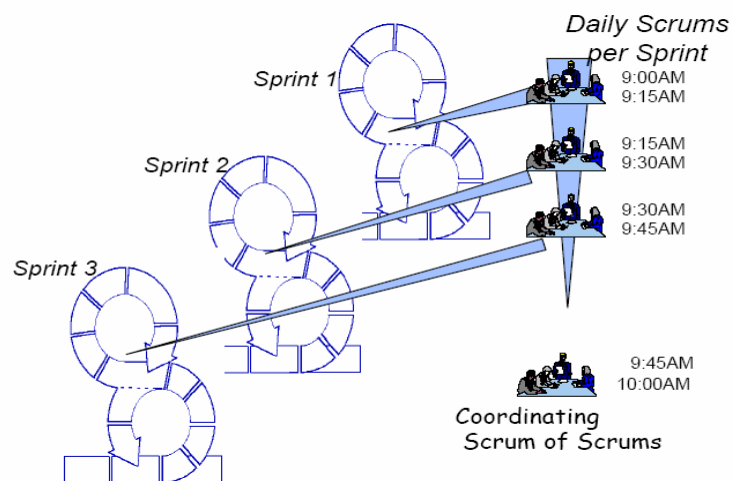 Daily Scrums
per Sprint
Sprint 1
9:00AM
9:15AM
Sprint 2
9:15AM
9:30AM
9:30AM
9:45AM
Sprint 3
9:45AM
10:00AM
Coordinating
Scrum of Scrums